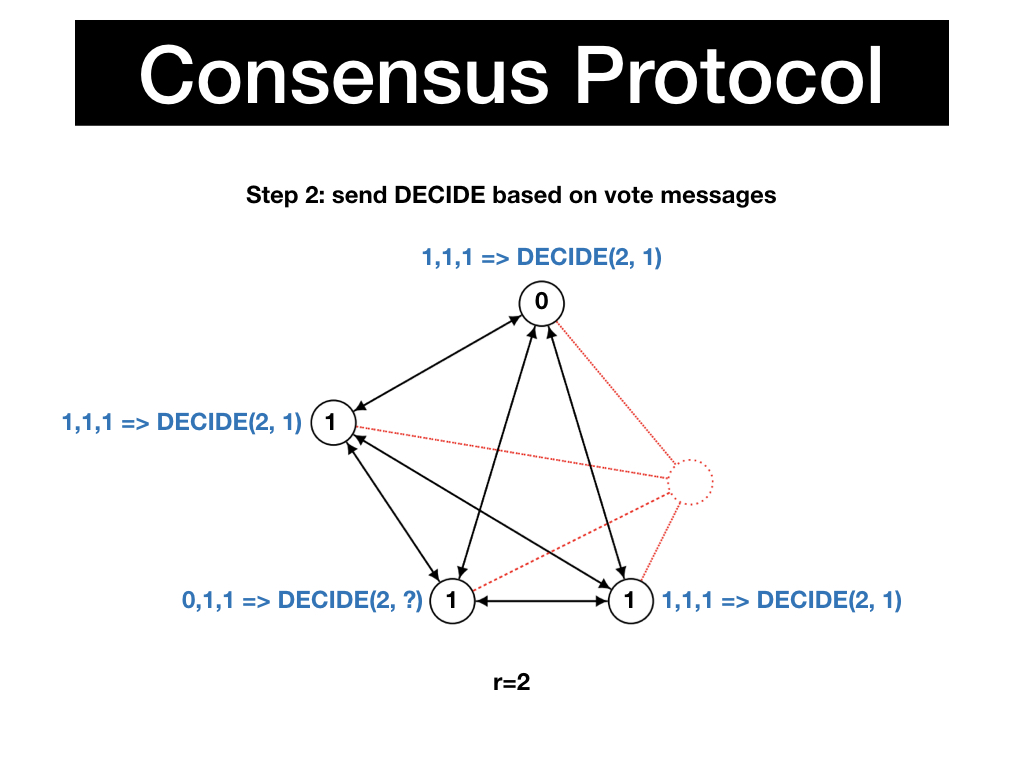 Consensus Protocol
Step 2: send DECIDE based on vote messages
1,1,1 => DECIDE(2, 1)
0
1,1,1 => DECIDE(2, 1)
1
0,1,1 => DECIDE(2, ?)
1
1
1,1,1 => DECIDE(2, 1)
r=2